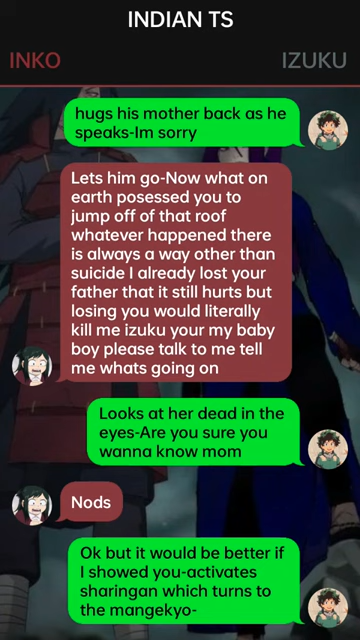 INDIAN TS
INKO
IZUKU
hugs his mother back as he
speaks-Im sorry
Lets him go-Now what on
earth posessed you to
jump off of that roof
whatever happened there
is always a way other than
suicide I already lost your
father that it still hurts but
losing you would literally
kill me izuku your my baby
boy please talk to me tell
me whats going on
Looks at her dead in the
eyes-Are you sure you
wanna know mom
Nods
Ok but it would be better if
I showed you-activates
sharingan which turns to
the mangekyo-